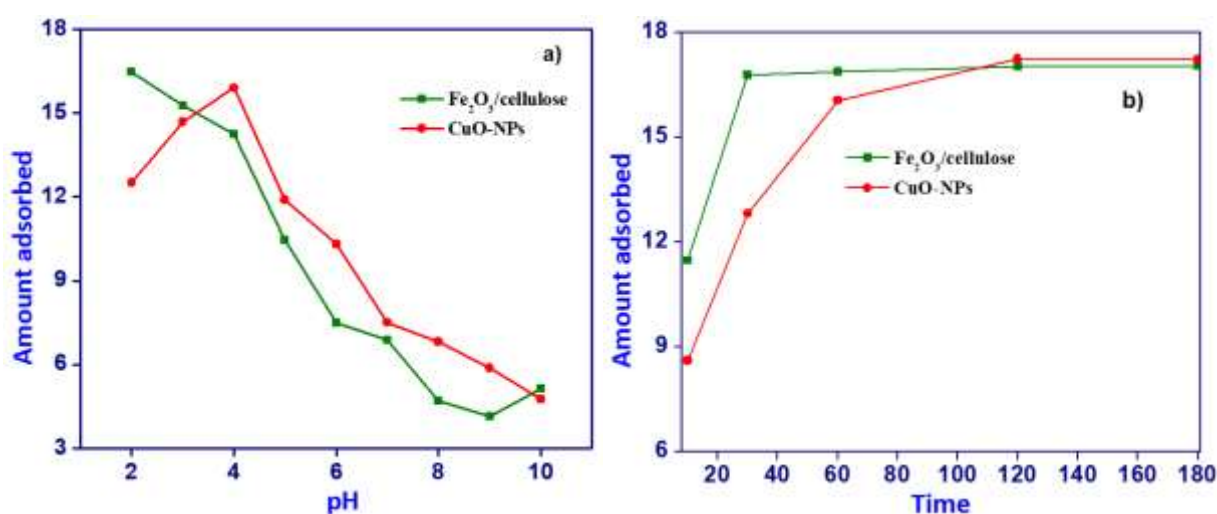 18
15
12
9
6
3
Amount adsorbed
a)
Fe₂O₃/cellulose
CuO-NPs
2 4 6 8 10
pH
18
15
12
9
6
Amount adsorbed
b)
Fe₂O₃/cellulose
CuO-NPs
20 40 60 80 100 120 140 160 180
Time